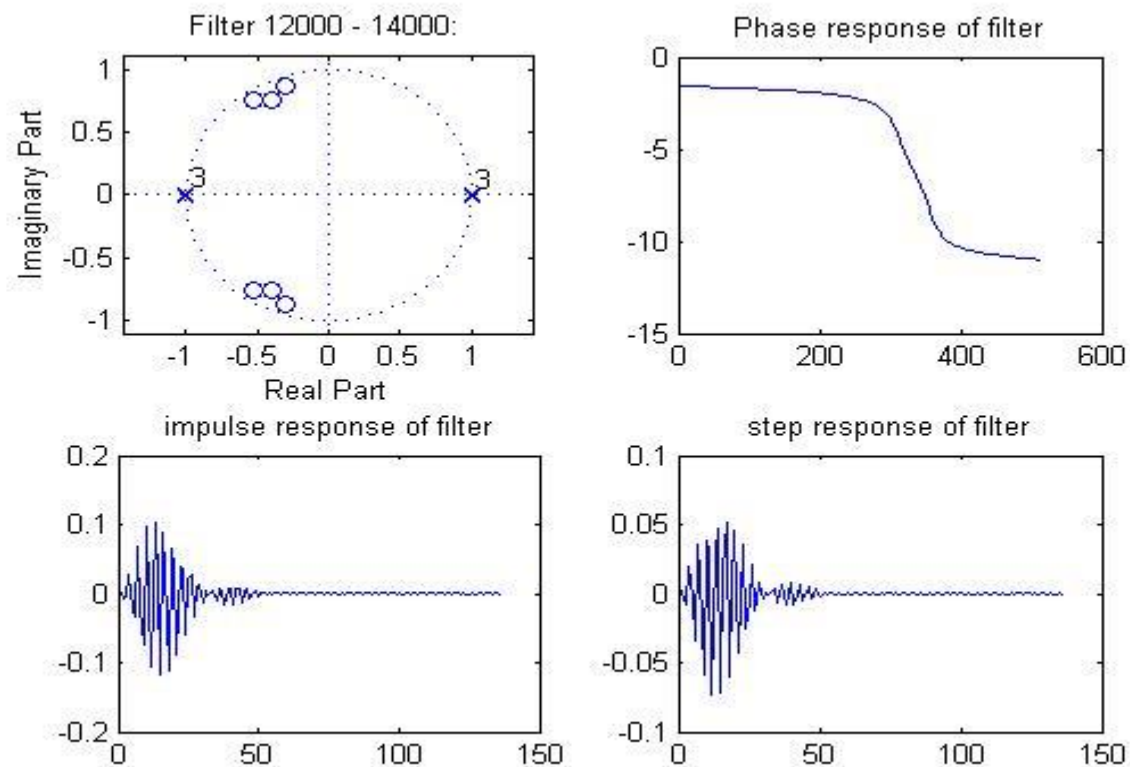 Filter 12000 - 14000:
Imaginary Part
1
0.5
0
-0.5
-1
3
3
-1 -0.5 0 0.5 1
Real Part
Phase response of filter
0
-5
-10
-15
0 200 400 600
impulse response of filter
0.2
0.1
0
-0.1
-0.2
0 50 100 150
step response of filter
0.1
0.05
0
-0.05
-0.1
0 50 100 150